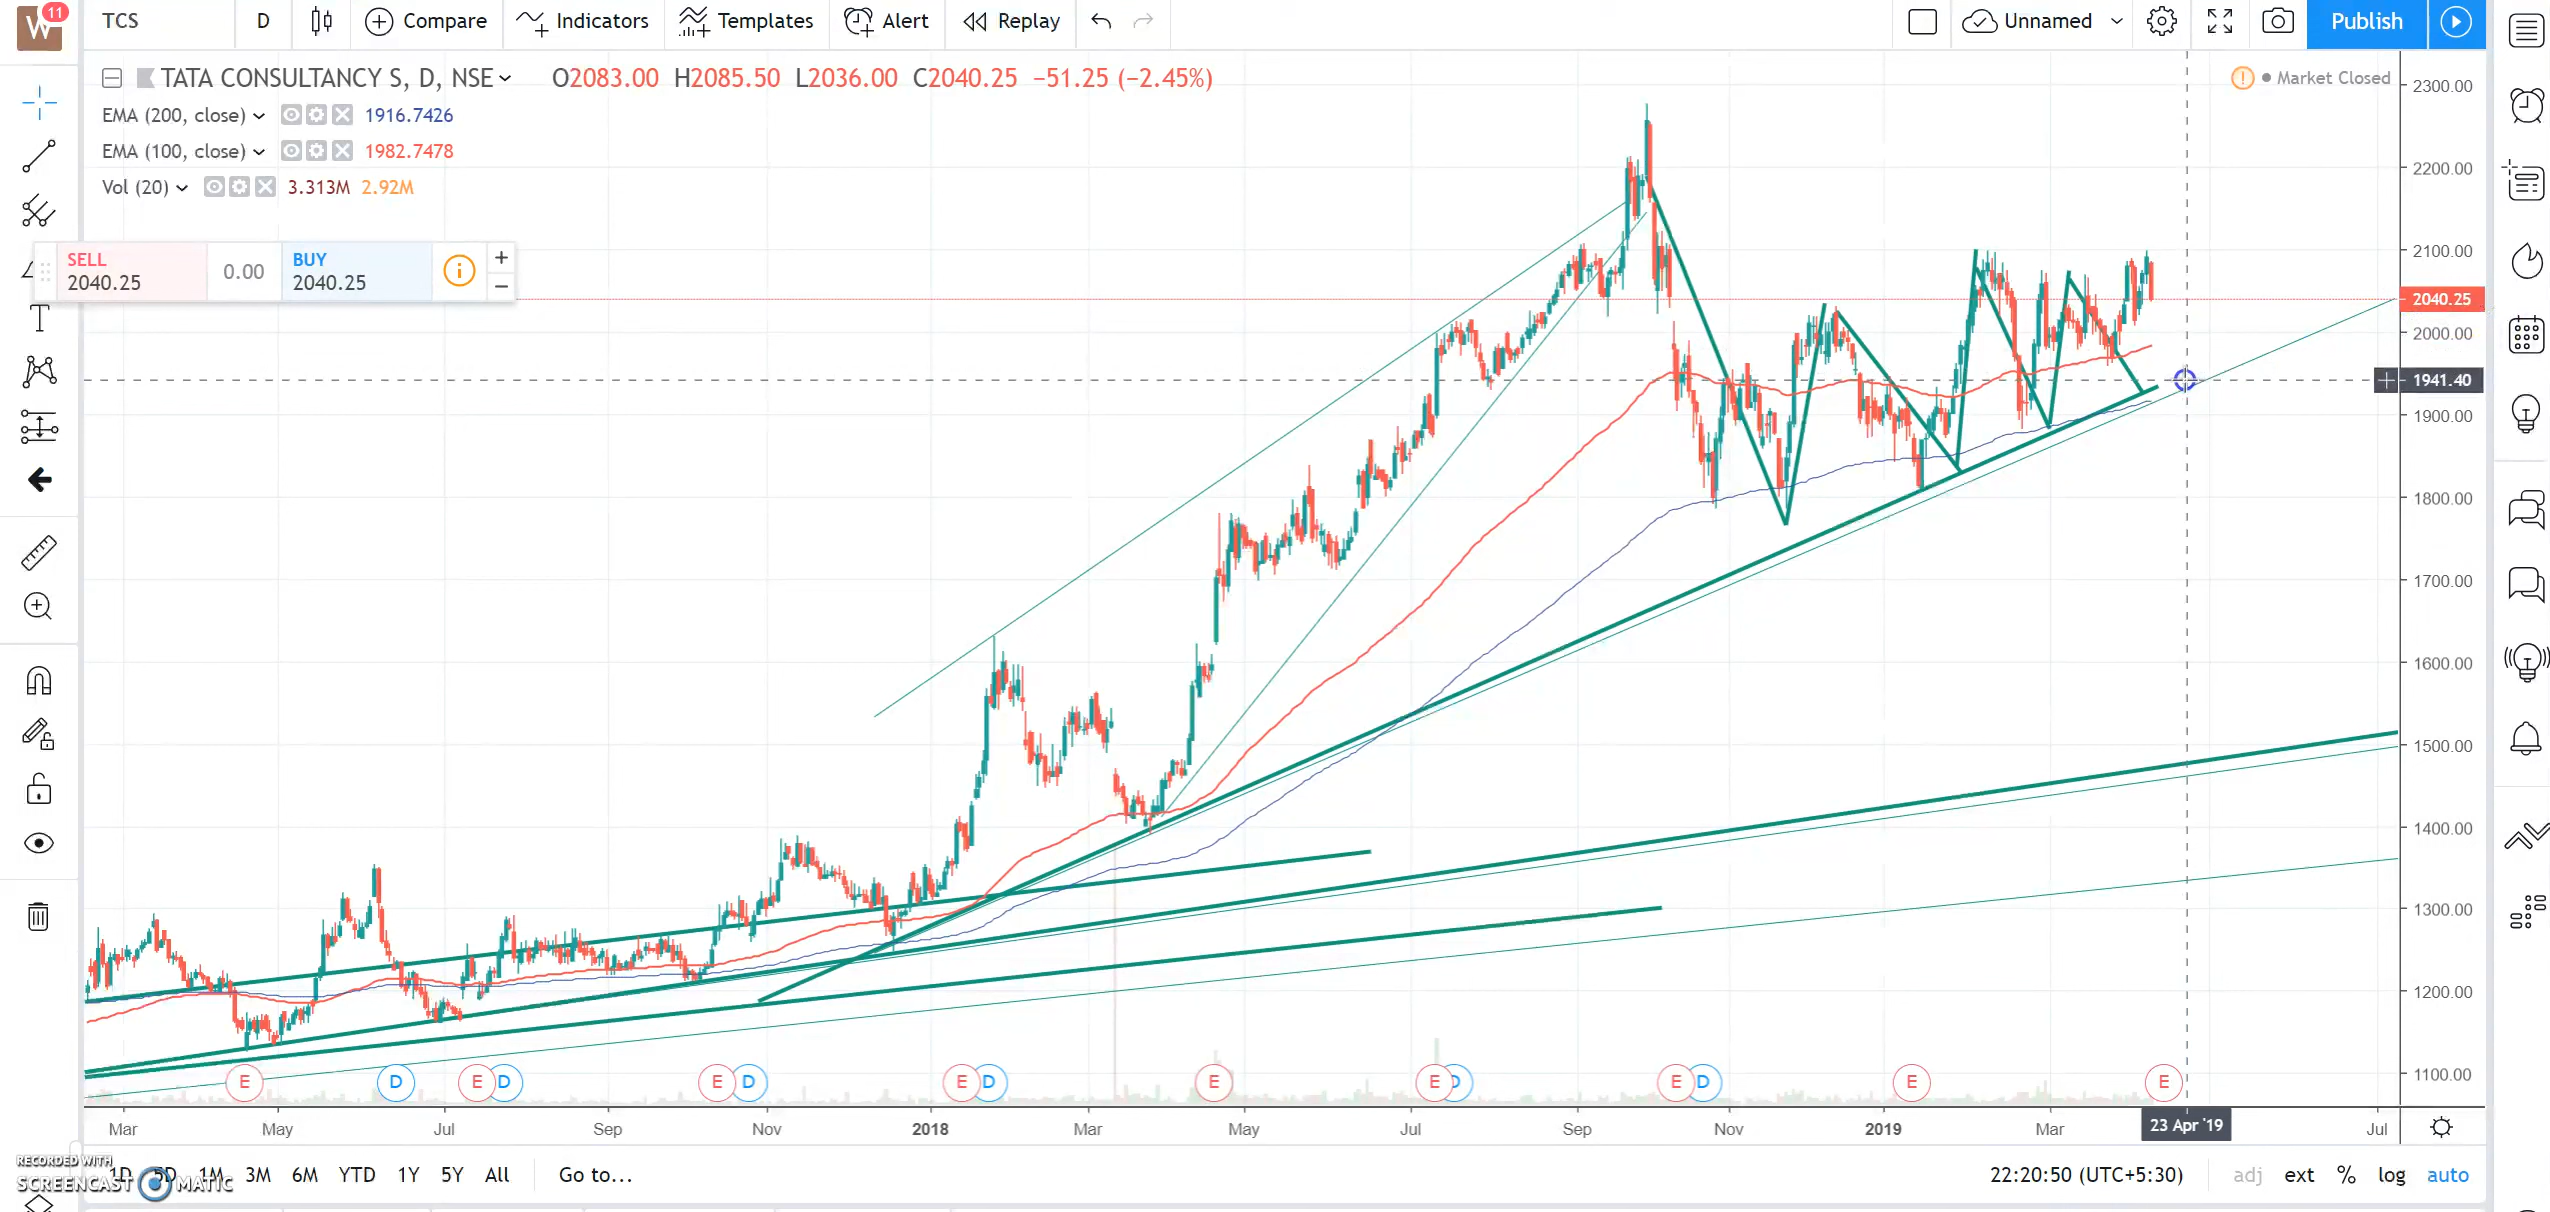 W 11 TCS D Compare Indicators Templates Alert Replay Unnamed Publish
TATA CONSULTANCY S, D, NSE O2083.00 H2085.50 L2036.00 C2040.25 −51.25 (−2.45%) Market Closed
EMA (200, close) 1916.7426
EMA (100, close) 1982.7478
Vol (20) 3.313M 2.92M
SELL 0.00 BUY
2040.25 2040.25
T
2300.00
2200.00
2100.00
2040.25
2000.00
1941.40
1900.00
1800.00
1700.00
1600.00
1500.00
1400.00
1300.00
1200.00
1100.00
E D E D E D E D E E D E D E E
Mar May Jul Sep Nov 2018 Mar May Jul Sep Nov 2019 Mar 23 Apr '19 Jul
1D 5D 1M 3M 6M YTD 1Y 5Y All Go to... 22:20:50 (UTC+5:30) adj ext % log auto
RECORDED WITH
SCREENCAST MATIC